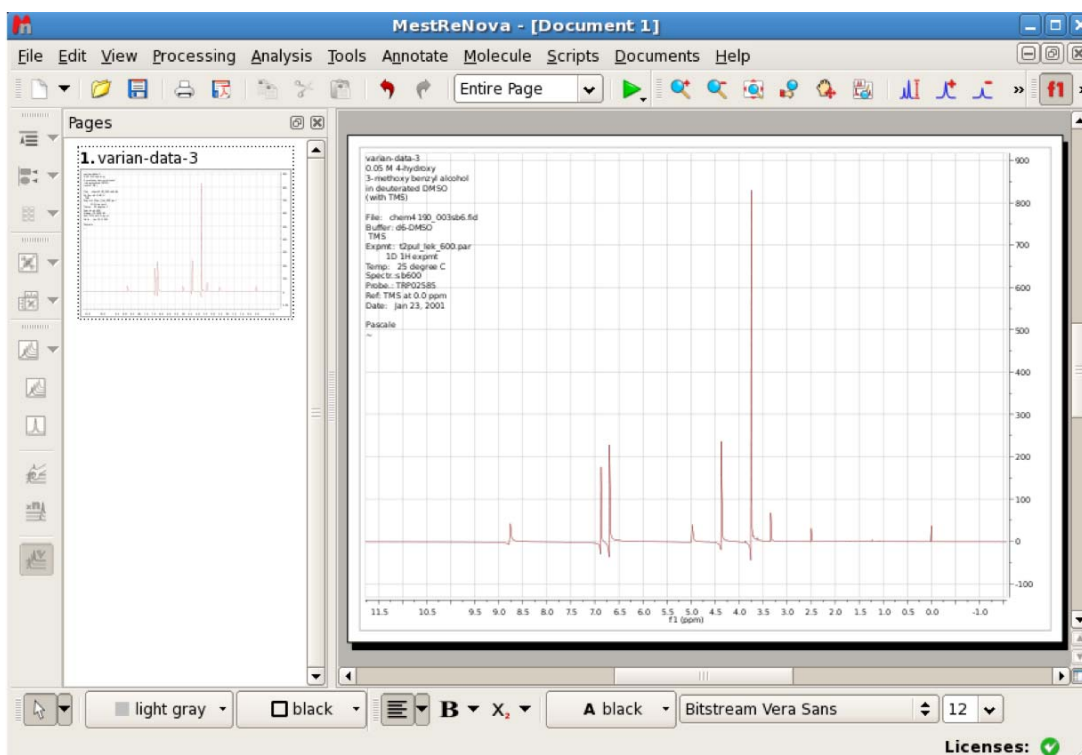 MestReNova - [Document 1]
File Edit View Processing Analysis Tools Annotate Molecule Scripts Documents Help
Entire Page
f1
Pages
1. varian-data-3
varian-data-3
0.05 M 4-hydroxy
3-methoxy benzyl alcohol
in deuterated DMSO
(with TMS)
File: chem4190_003sb6.fid
Buffer: d6-DMSO
TMS
Expmt: t2pul_lek_600.par
1D 1H expmt
Temp: 25 degree C
Spectr.:sb600
Probe.: TRP02585
Ref: TMS at 0.0 ppm
Date: Jan 23, 2001
Pascale
~
900
800
700
600
500
400
300
200
100
0
-100
11.5 10.5 9.5 9.0 8.5 8.0 7.5 7.0 6.5 6.0 5.5 5.0 4.5 4.0 3.5 3.0 2.5 2.0 1.5 1.0 0.5 0.0 -1.0
f1 (ppm)
light gray black B X2 A black Bitstream Vera Sans 12
Licenses: